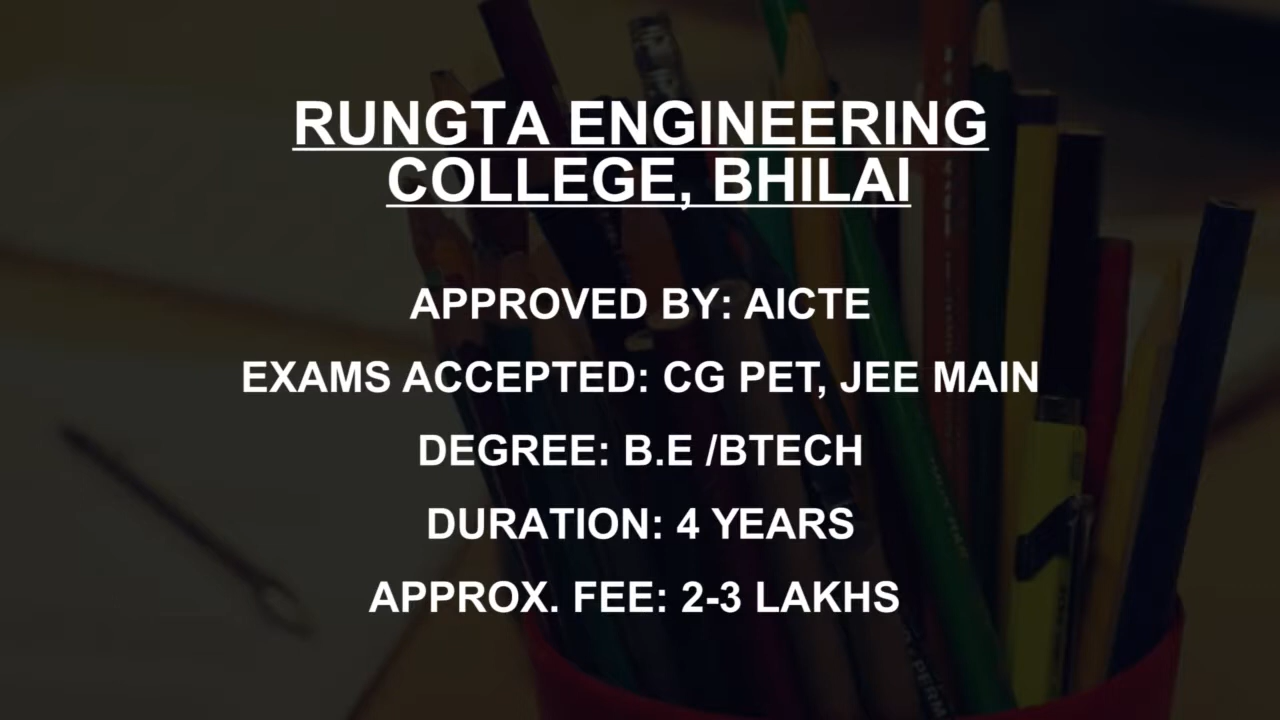 RUNGTA ENGINEERING
COLLEGE, BHILAI
APPROVED BY: AICTE
EXAMS ACCEPTED: CG PET, JEE MAIN
DEGREE: B.E /BTECH
DURATION: 4 YEARS
APPROX. FEE: 2-3 LAKHS